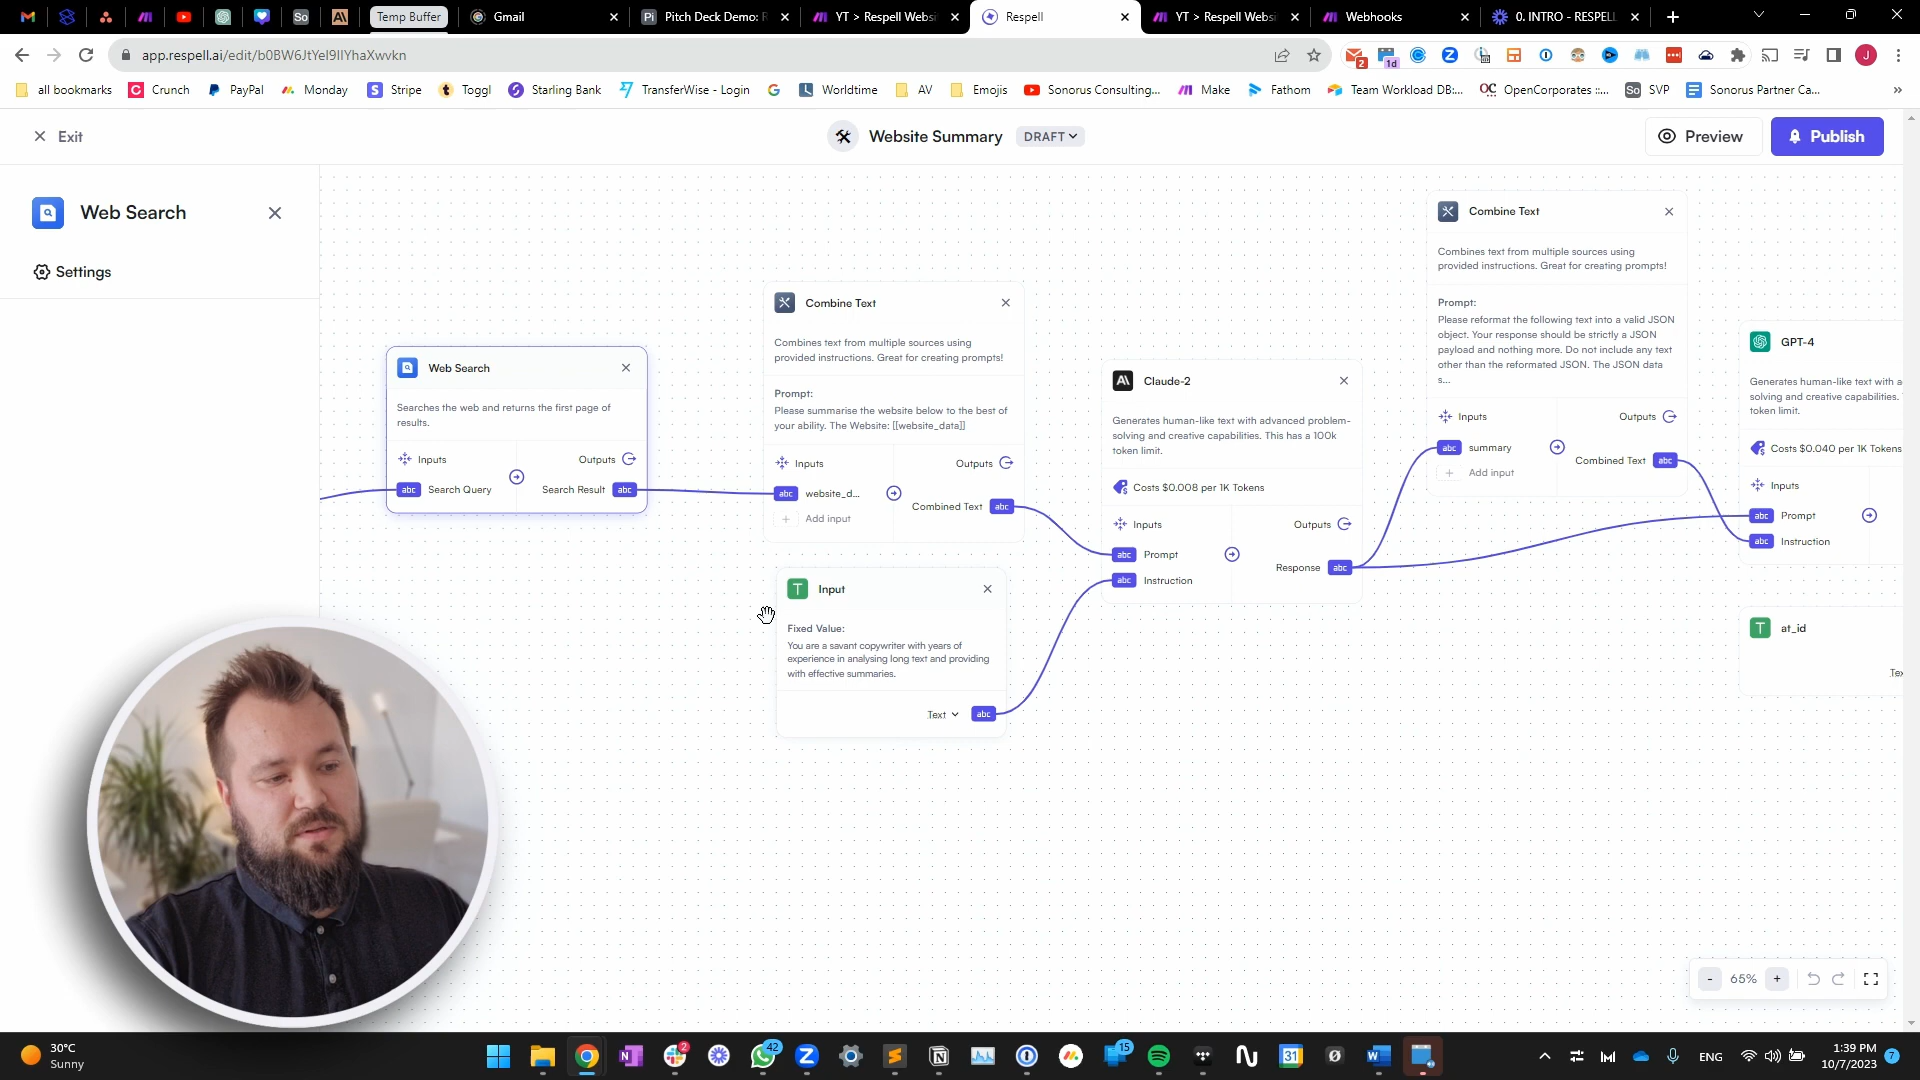 Temp Buffer
Gmail
Pitch Deck Demo:
YT > Respell Websi
Respell
YT > Respell Websi
Webhooks
0. INTRO - RESPELL
app.respell.ai/edit/b0BW6JtYel9lIYhaXwvkn
all bookmarks
Crunch
PayPal
Monday
Stripe
Toggl
Starling Bank
TransferWise - Login
Worldtime
AV
Emojis
Sonorus Consulting...
Make
Fathom
Team Workload DB:...
OpenCorporates ::...
SVP
Sonorus Partner Ca...
Exit
Website Summary
DRAFT
Preview
Publish
Web Search
Settings
Web Search
Searches the web and returns the first page of
results.
Inputs
Outputs
abc Search Query
Search Result abc
Combine Text
Combines text from multiple sources using
provided instructions. Great for creating prompts!
Prompt:
Please summarise the website below to the best of
your ability. The Website: [[website_data]]
Inputs
Outputs
abc website_d...
Combined Text abc
+ Add input
Input
Fixed Value:
You are a savant copywriter with years of
experience in analysing long text and providing
with effective summaries.
Text abc
Claude-2
Generates human-like text with advanced problem-
solving and creative capabilities. This has a 100k
token limit.
Costs $0.008 per 1K Tokens
Inputs
Outputs
abc Prompt
Response abc
abc Instruction
Combine Text
Combines text from multiple sources using
provided instructions. Great for creating prompts!
Prompt:
Please reformat the following text into a valid JSON
object. Your response should be strictly a JSON
payload and nothing more. Do not include any text
other than the reformated JSON. The JSON data
s...
Inputs
Outputs
abc summary
Combined Text abc
+ Add input
GPT-4
Generates human-like text with a
solving and creative capabilities.
token limit.
Costs $0.040 per 1K Tokens
Inputs
abc Prompt
abc Instruction
at_id
Tex
- 65% +
30°C
Sunny
ENG
1:39 PM
10/7/2023